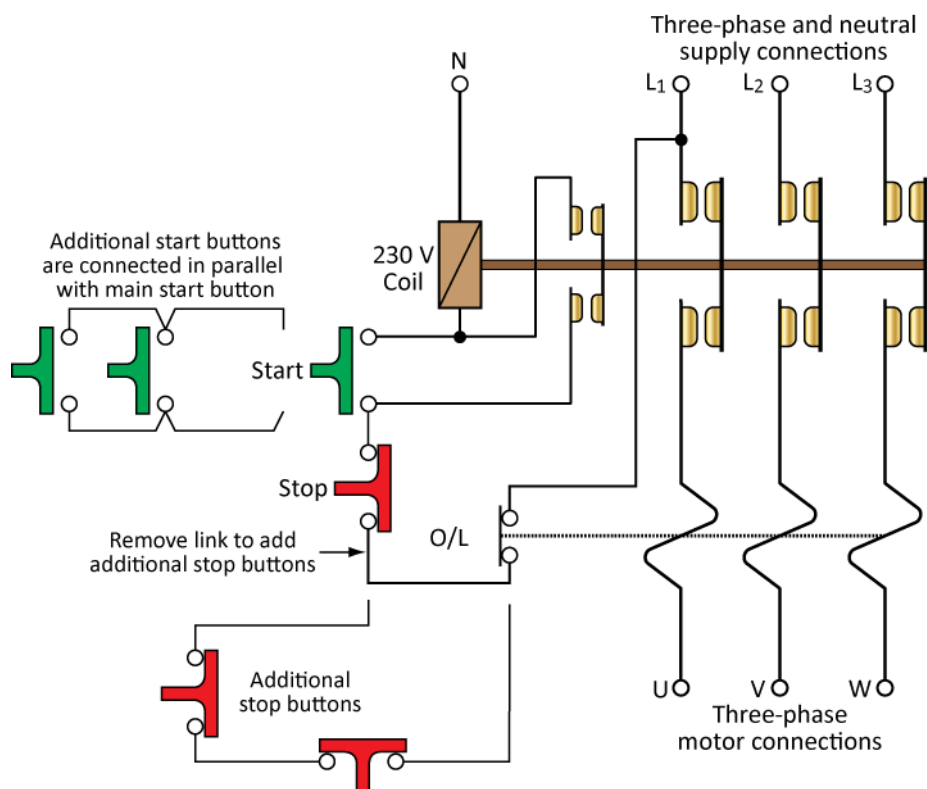 Three-phase and neutral
supply connections
N
L1
L2
L3
230 V
Coil
Additional start buttons
are connected in parallel
with main start button
Start
Stop
O/L
Remove link to add
additional stop buttons
Additional
stop buttons
U
V
W
Three-phase
motor connections